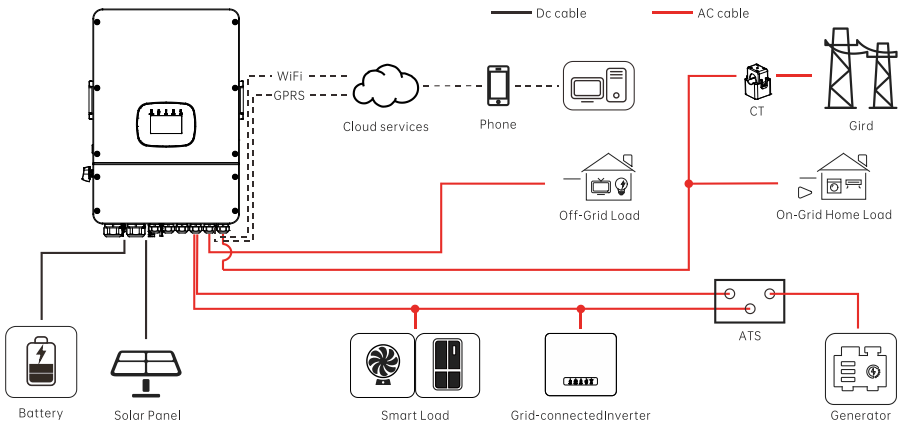 Dc cable
AC cable
WiFi
GPRS
Cloud services
Phone
CT
Gird
Off-Grid Load
On-Grid Home Load
ATS
Battery
Solar Panel
Smart Load
Grid-connectedInverter
Generator